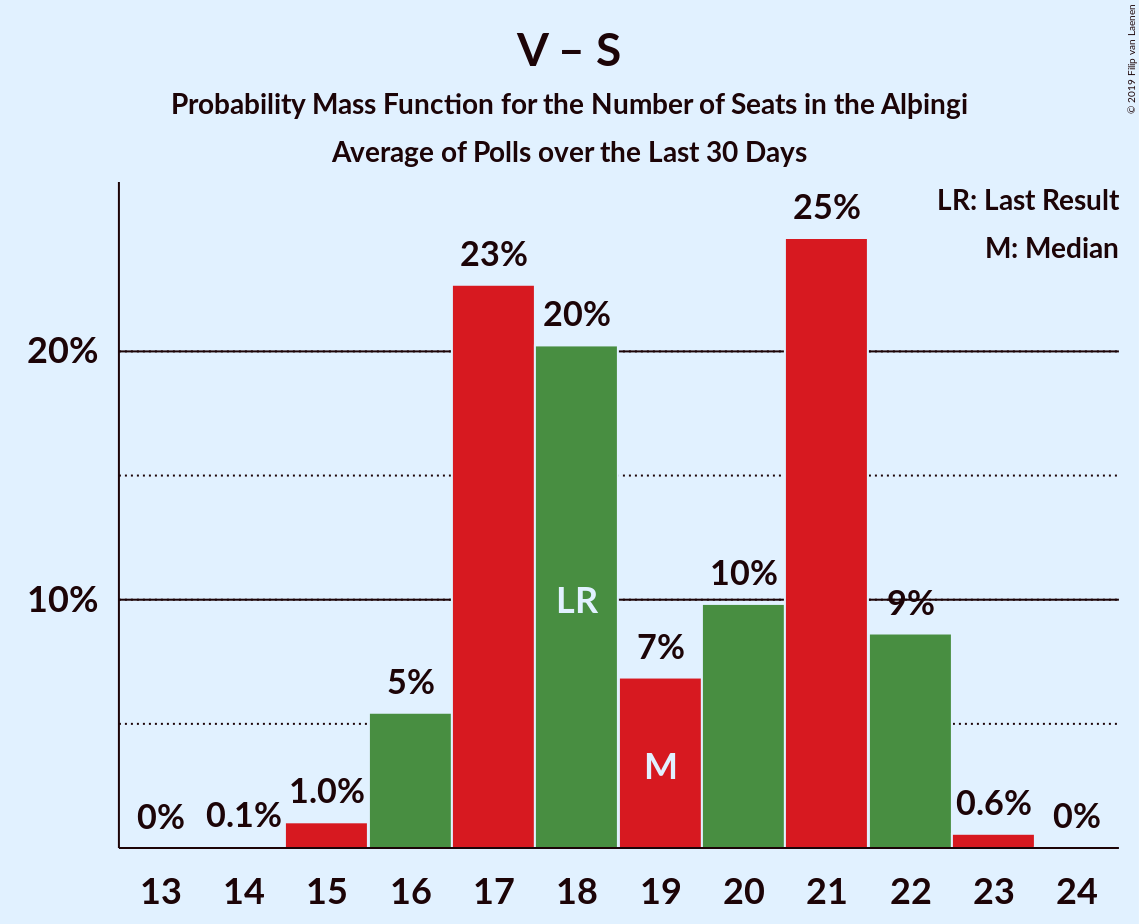 V – S
Probability Mass Function for the Number of Seats in the Alþingi
Average of Polls over the Last 30 Days
© 2019 Filip van Laenen
LR: Last Result
M: Median
20%
10%
0%
0.1%
1.0%
5%
23%
20%
7%
10%
25%
9%
0.6%
0%
LR
M
13 14 15 16 17 18 19 20 21 22 23 24